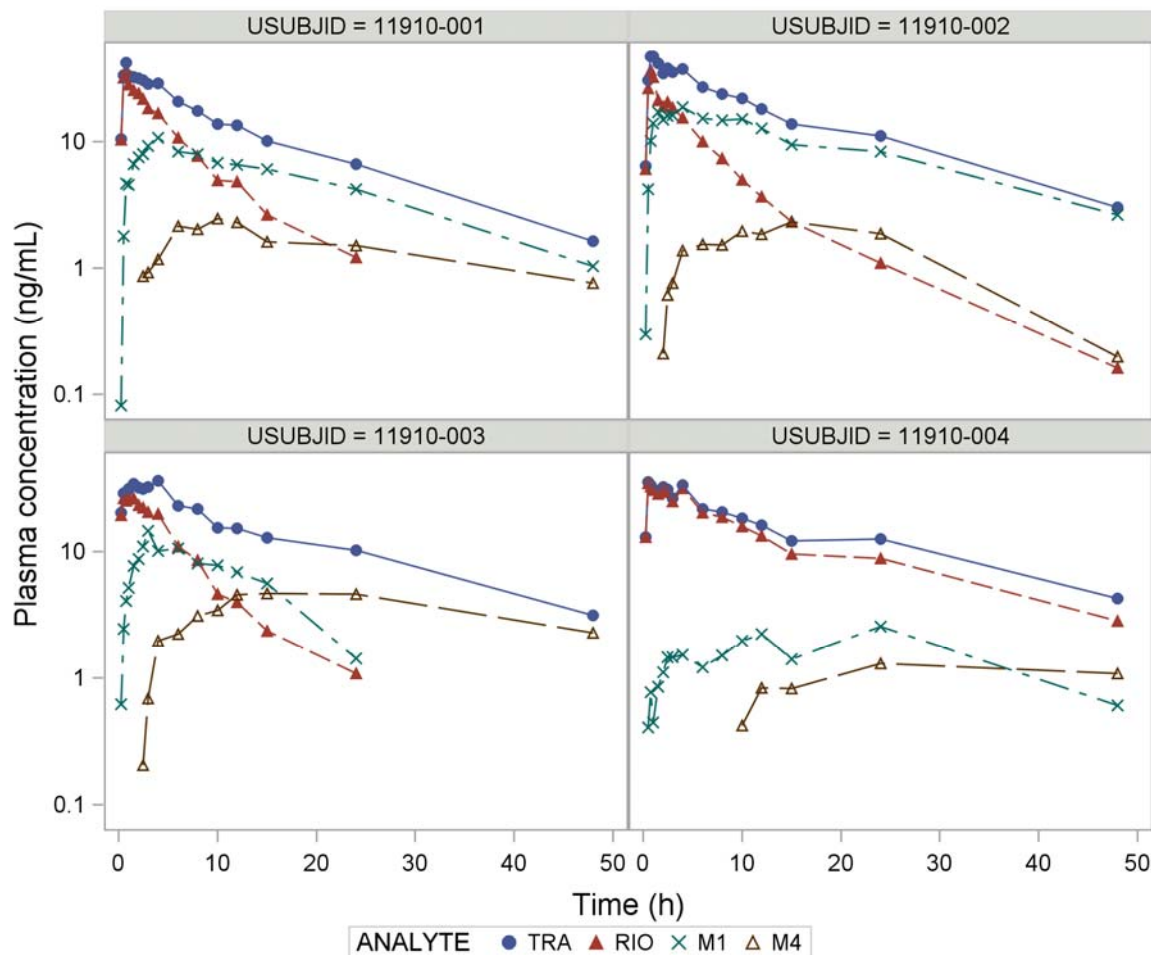 USUBJID = 11910-001
USUBJID = 11910-002
10
1
0.1
USUBJID = 11910-003
USUBJID = 11910-004
10
1
0.1
Plasma concentration (ng/mL)
0 10 20 30 40 50 0 10 20 30 40 50
Time (h)
ANALYTE TRA RIO M1 M4